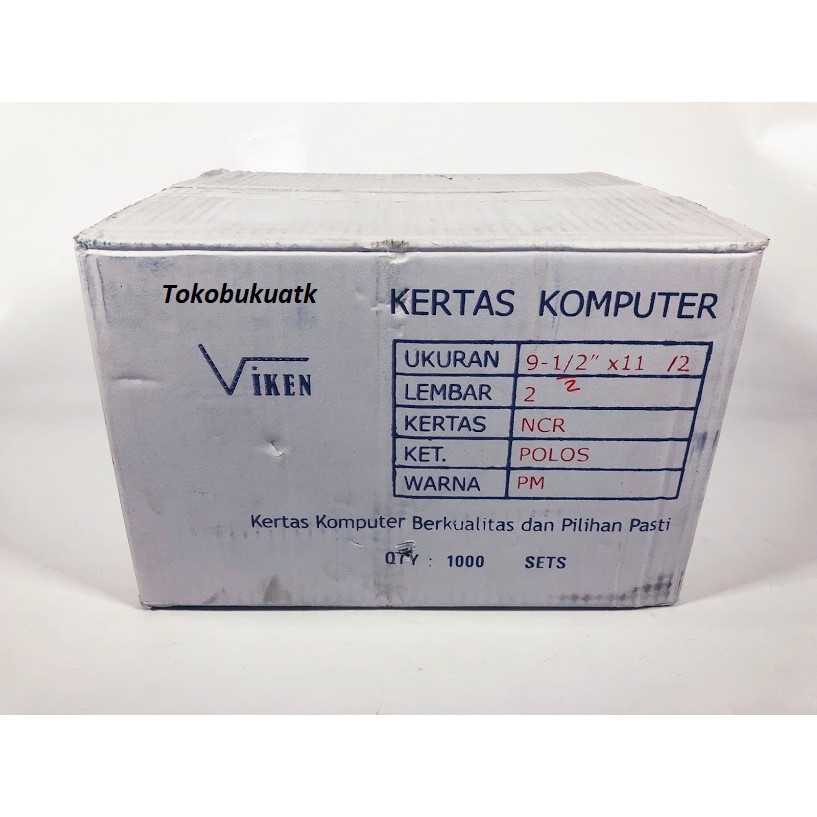 Tokobukuatk
KERTAS KOMPUTER
VIKEN
UKURAN 9-1/2" x11 /2
LEMBAR 2 2
KERTAS NCR
KET. POLOS
WARNA PM
Kertas Komputer Berkualitas dan Pilihan Pasti
QTY : 1000 SETS